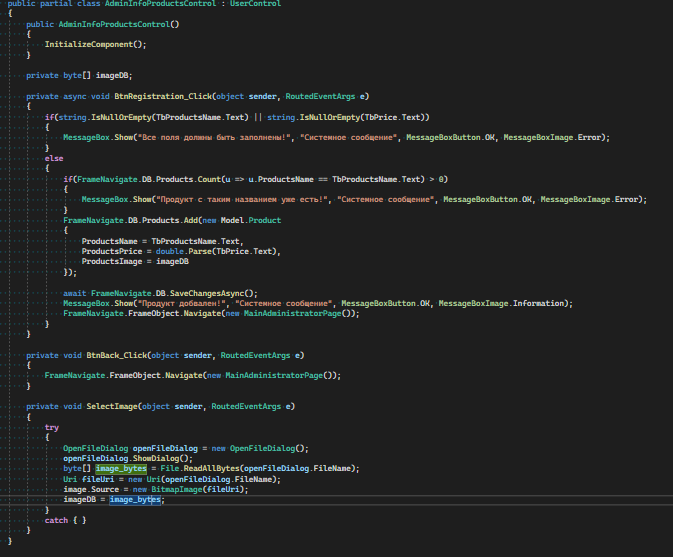 public partial class AdminInfoProductsControl : UserControl
{
public AdminInfoProductsControl()
{
InitializeComponent();
}
private byte[] imageDB;
private async void BtnRegistration_Click(object sender, RoutedEventArgs e)
{
if(string.IsNullOrEmpty(TbProductsName.Text) || string.IsNullOrEmpty(TbPrice.Text))
{
MessageBox.Show("Все поля должны быть заполнены!", "Системное сообщение", MessageBoxButton.OK, MessageBoxImage.Error);
}
else
{
if(FrameNavigate.DB.Products.Count(u => u.ProductsName == TbProductsName.Text) > 0)
{
MessageBox.Show("Продукт с таким названием уже есть!", "Системное сообщение", MessageBoxButton.OK, MessageBoxImage.Error);
}
FrameNavigate.DB.Products.Add(new Model.Product
{
ProductsName = TbProductsName.Text,
ProductsPrice = double.Parse(TbPrice.Text),
ProductsImage = imageDB
});
await FrameNavigate.DB.SaveChangesAsync();
MessageBox.Show("Продукт добвален!", "Системное сообщение", MessageBoxButton.OK, MessageBoxImage.Information);
FrameNavigate.FrameObject.Navigate(new MainAdministratorPage());
}
}
private void BtnBack_Click(object sender, RoutedEventArgs e)
{
FrameNavigate.FrameObject.Navigate(new MainAdministratorPage());
}
private void SelectImage(object sender, RoutedEventArgs e)
{
try
{
OpenFileDialog openFileDialog = new OpenFileDialog();
openFileDialog.ShowDialog();
byte[] image_bytes = File.ReadAllBytes(openFileDialog.FileName);
Uri fileUri = new Uri(openFileDialog.FileName);
image.Source = new BitmapImage(fileUri);
imageDB = image_bytes;
}
catch { }
}
}